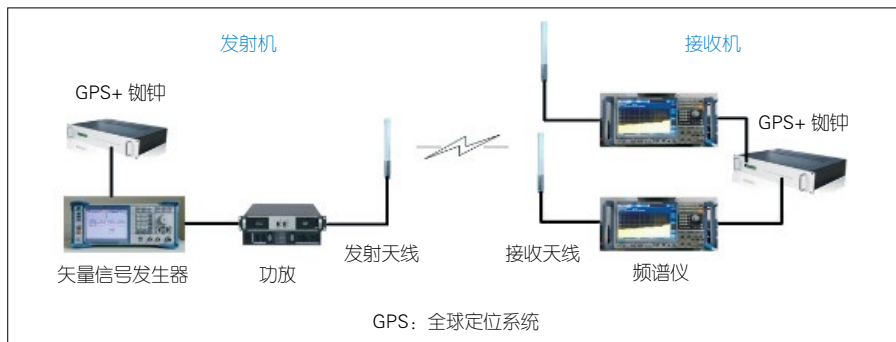 发射机
接收机
GPS+ 铷钟
GPS+ 铷钟
矢量信号发生器
功放
发射天线
接收天线
频谱仪
GPS：全球定位系统